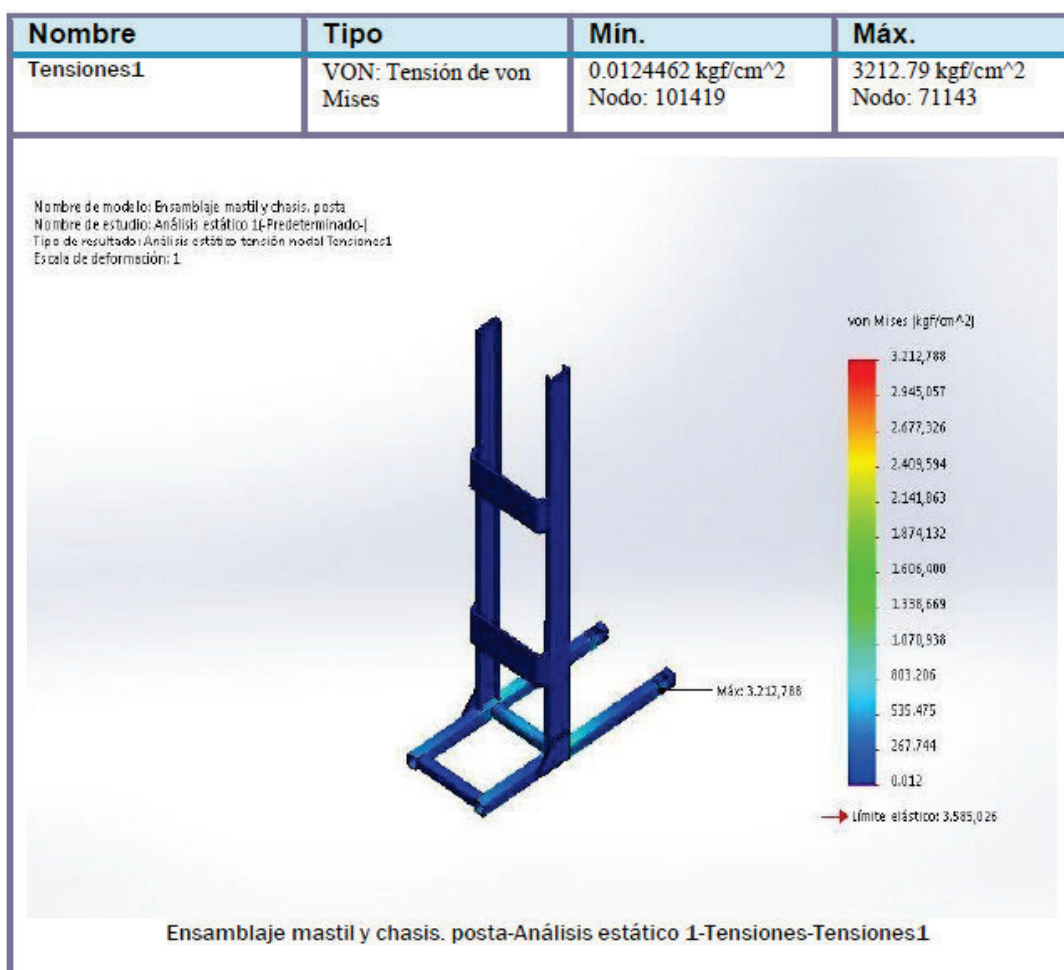 Nombre Tipo Mín. Máx.
Tensiones1 VON: Tensión de von Mises 0.0124462 kgf/cm^2 Nodo: 101419 3212.79 kgf/cm^2 Nodo: 71143
Nombre de modelo: Ensamblaje mastil y chasis. posta
Nombre de estudio: Análisis estático 1(-Predeterminado-)
Tipo de resultado: Análisis estático tensión nodal Tensiones1
Escala de deformación: 1
von Mises (kgf/cm^2)
3.212,788
2.945,057
2.677,326
2.409,594
2.141,863
1.874,132
1.606,400
1.338,669
1.070,938
803.206
535.475
267.744
0.012
Máx: 3.212,788
Límite elástico: 3.585,026
Ensamblaje mastil y chasis. posta-Análisis estático 1-Tensiones-Tensiones1